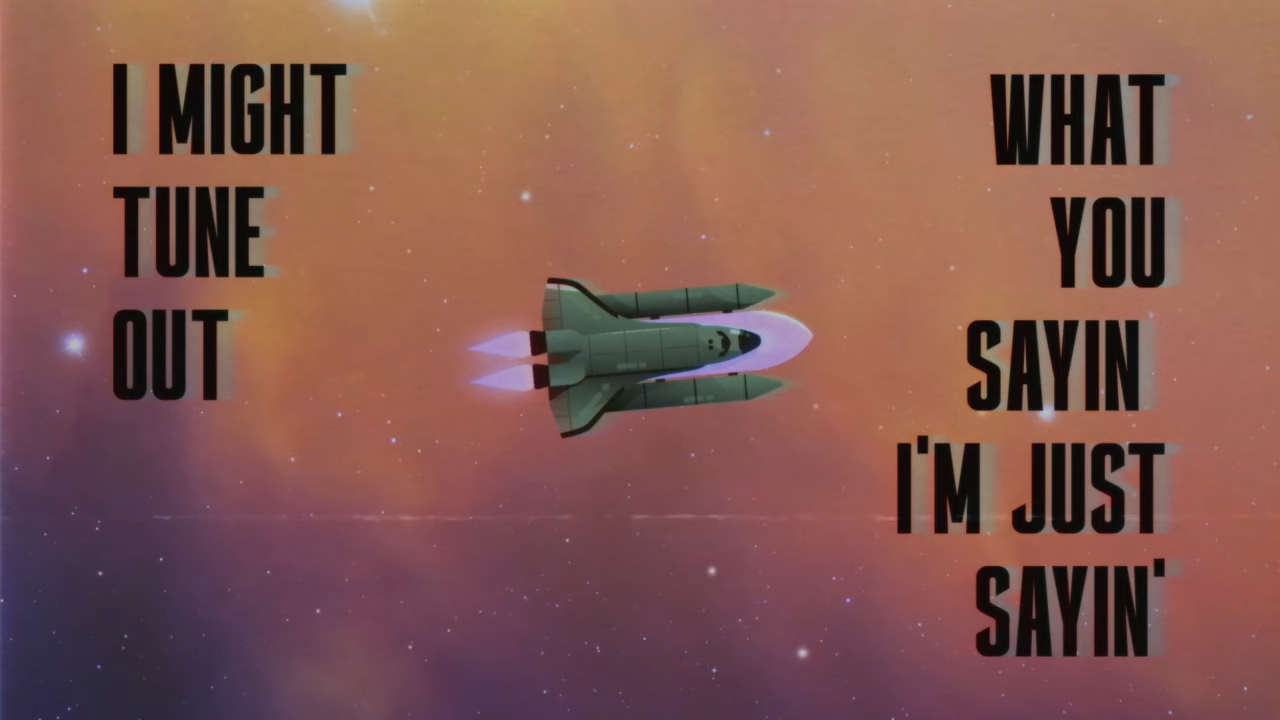 I MIGHT
TUNE
OUT
WHAT
YOU
SAYIN
I'M JUST
SAYIN'